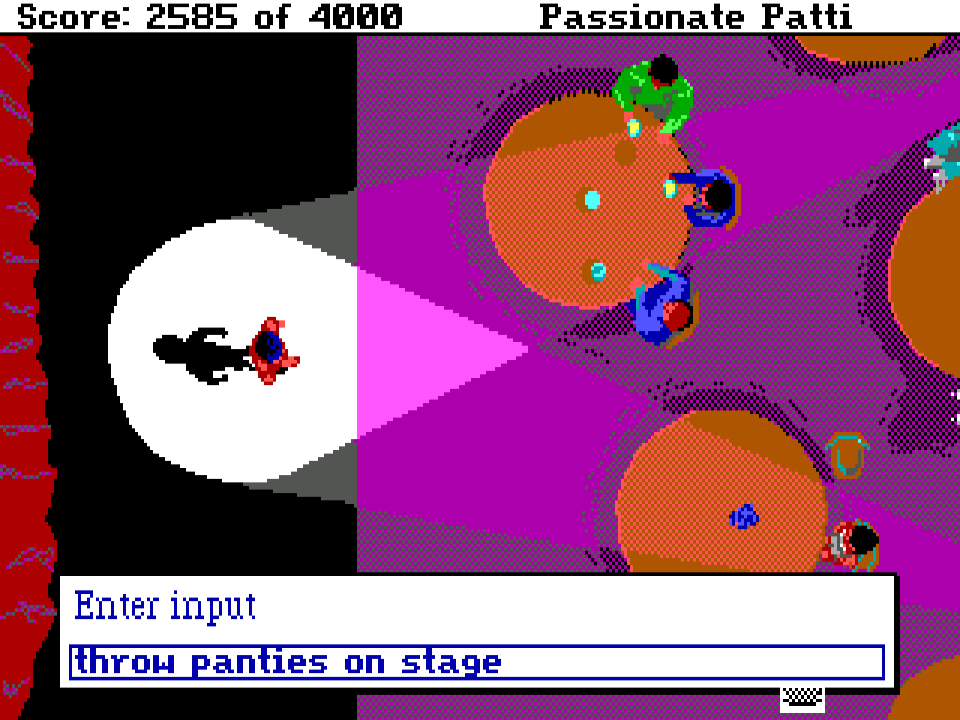 Score: 2585 of 4000 Passionate Patti
Enter input
throw panties on stage